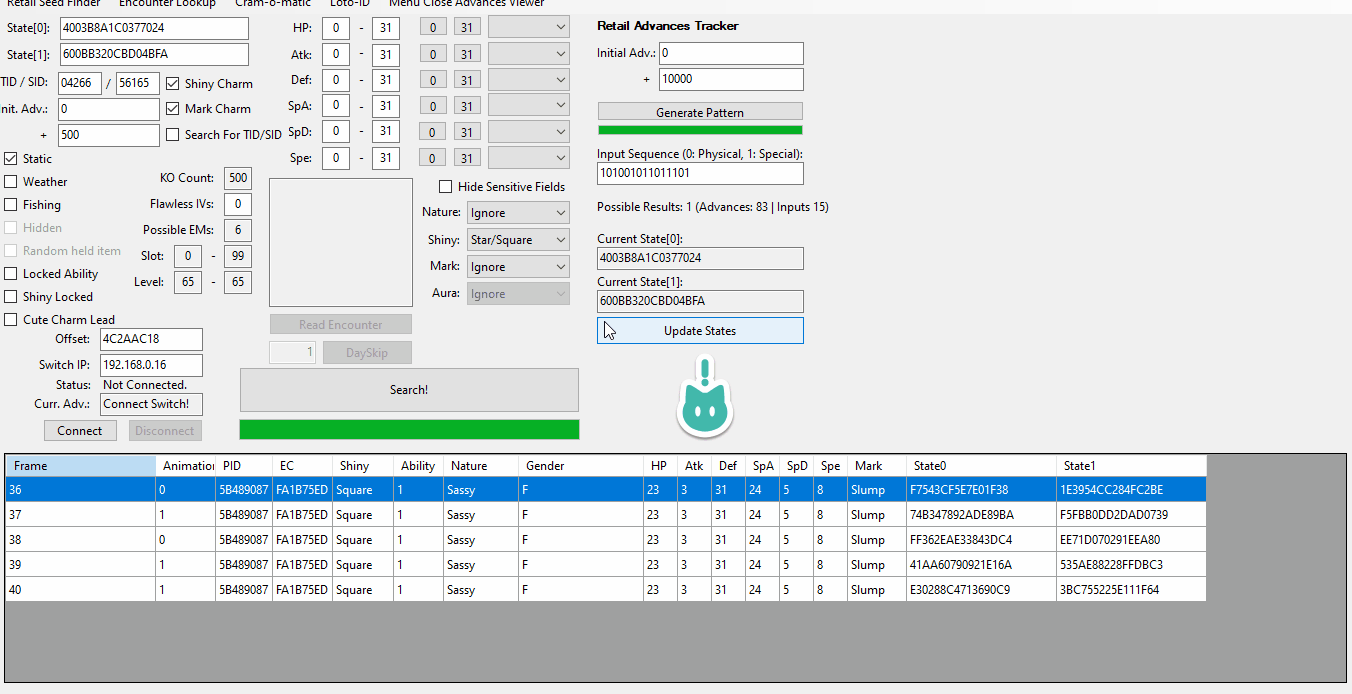 Retail Seed Finder Encounter Lookup Cram-o-matic Loto-ID Menu Close Advances Viewer
State[0]: 4003B8A1C0377024
State[1]: 600BB320CBD04BFA
TID / SID: 04266 / 56165 Shiny Charm
nit. Adv.: 0 Mark Charm
+ 500 Search For TID/SID
Static
Weather
Fishing
Hidden
Random held item
Locked Ability
Shiny Locked
Cute Charm Lead
KO Count: 500
Flawless IVs: 0
Possible EMs: 6
Slot: 0 - 99
Level: 65 - 65
Offset: 4C2AAC18
Switch IP: 192.168.0.16
Status: Not Connected.
Curr. Adv.: Connect Switch!
Connect Disconnect
HP: 0 - 31 0 31
Atk: 0 - 31 0 31
Def: 0 - 31 0 31
SpA: 0 - 31 0 31
SpD: 0 - 31 0 31
Spe: 0 - 31 0 31
Hide Sensitive Fields
Nature: Ignore
Shiny: Star/Square
Mark: Ignore
Aura: Ignore
Read Encounter
1 DaySkip
Search!
Retail Advances Tracker
Initial Adv.: 0
+ 10000
Generate Pattern
Input Sequence (0: Physical, 1: Special):
101001011011101
Possible Results: 1 (Advances: 83 | Inputs 15)
Current State[0]:
4003B8A1C0377024
Current State[1]:
600BB320CBD04BFA
Update States
Frame Animation PID EC Shiny Ability Nature Gender HP Atk Def SpA SpD Spe Mark State0 State1
36 0 5B489087 FA1B75ED Square 1 Sassy F 23 3 31 24 5 8 Slump F7543CF5E7E01F38 1E3954CC284FC2BE
37 1 5B489087 FA1B75ED Square 1 Sassy F 23 3 31 24 5 8 Slump 74B347892ADE89BA F5FBB0DD2DAD0739
38 0 5B489087 FA1B75ED Square 1 Sassy F 23 3 31 24 5 8 Slump FF362EAE33843DC4 EE71D070291EEA80
39 1 5B489087 FA1B75ED Square 1 Sassy F 23 3 31 24 5 8 Slump 41AA60790921E16A 535AE88228FFDBC3
40 1 5B489087 FA1B75ED Square 1 Sassy F 23 3 31 24 5 8 Slump E30288C4713690C9 3BC755225E111F64